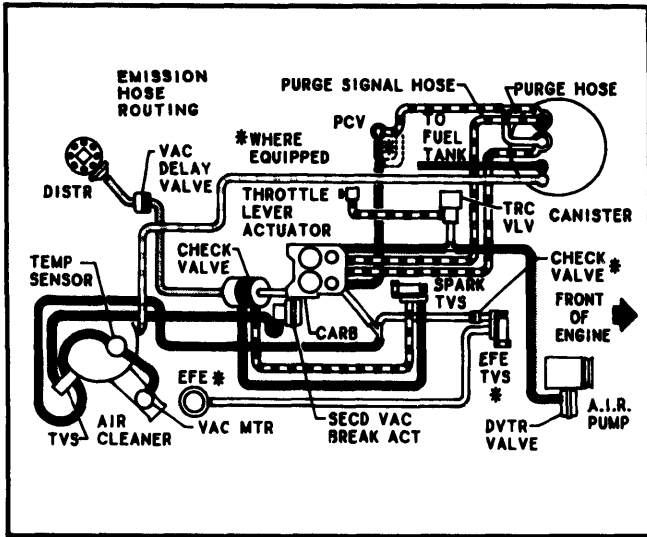 EMISSION
HOSE
ROUTING
PURGE SIGNAL HOSE
PURGE HOSE
PCV
TO
FUEL
TANK
*
*WHERE
EQUIPPED
VAC
DELAY
VALVE
DISTR
THROTTLE
LEVER
ACTUATOR
TRC
VLV
CANISTER
TEMP
SENSOR
CHECK
VALVE
CHECK
VALVE*
SPARK
TVS
FRONT
OF
ENGINE
CARB
EFE*
EFE
TVS
*
TVS
AIR
CLEANER
VAC MTR
SECD VAC
BREAK ACT
DVTR
VALVE
A.I.R.
PUMP